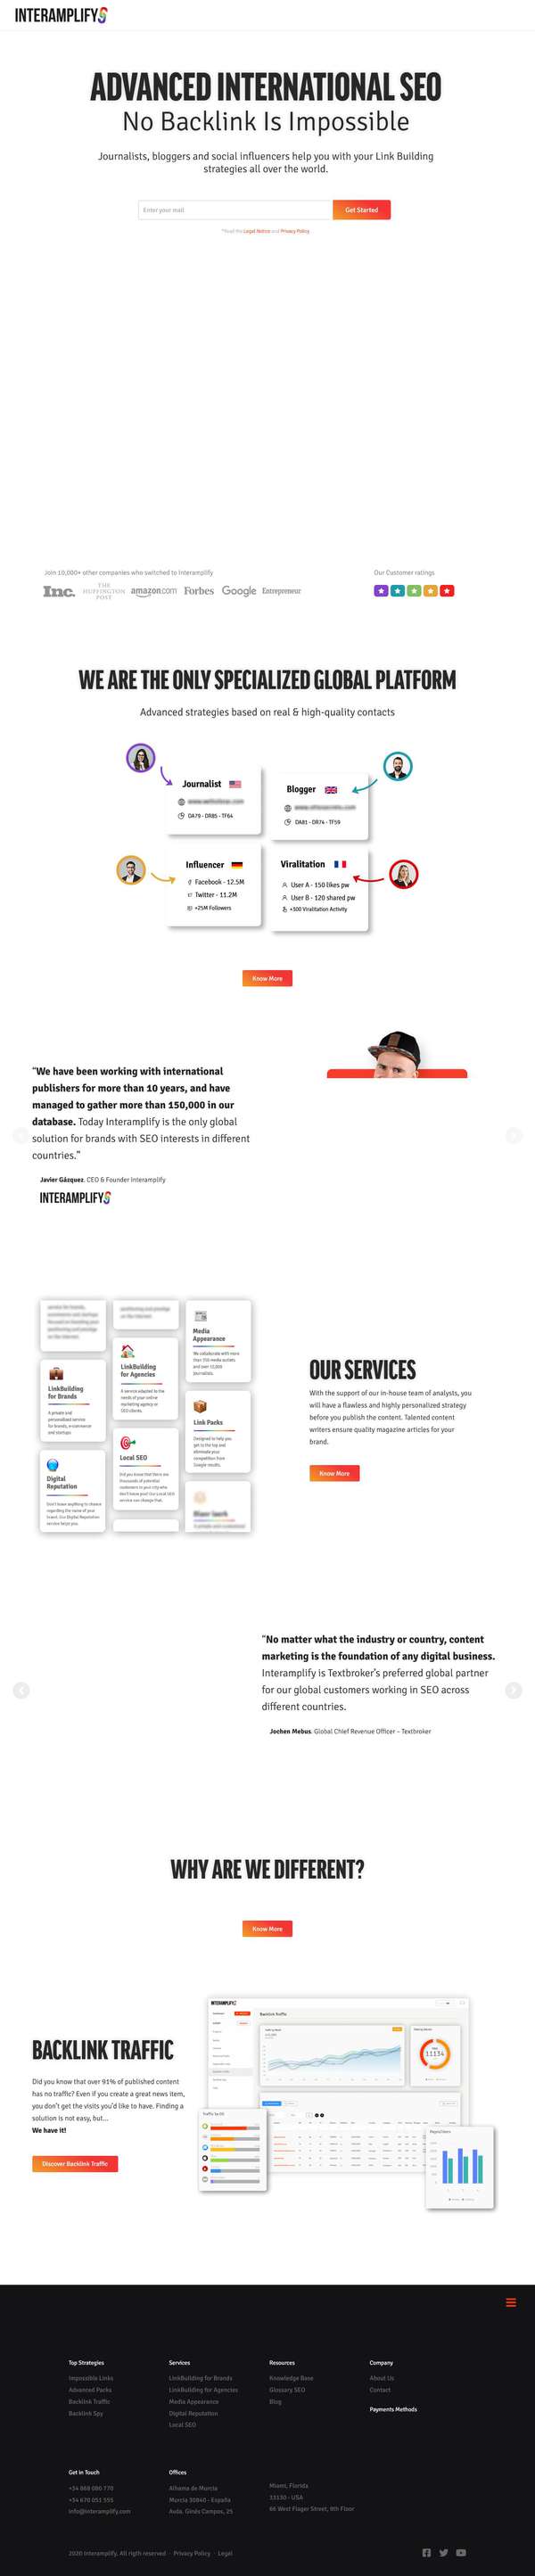 INTERAMPLIFY
ADVANCED INTERNATIONAL SEO
No Backlink Is Impossible
Journalists, bloggers and social influencers help you with your Link Building
strategies all over the world.
Enter your mail
Get Started
*Read the Legal Notice and Privacy Policy
Join 10,000+ other companies who switched to Interamplify
Our Customer ratings
Inc.
THE HUFFINGTON POST
amazon.com
Forbes
Google
Entrepreneur
WE ARE THE ONLY SPECIALIZED GLOBAL PLATFORM
Advanced strategies based on real & high-quality contacts
Journalist
DA79 - DR85 - TF64
Blogger
DA81 - DR74 - TF59
Influencer
Facebook - 12.5M
Twitter - 11.2M
+25M Followers
Viralitation
User A - 150 likes pw
User B - 120 shared pw
+300 Viralitation Activity
Know More
"We have been working with international
publishers for more than 10 years, and have
managed to gather more than 150,000 in our
database. Today Interamplify is the only global
solution for brands with SEO interests in different
countries."
Javier Gázquez. CEO & Founder Interamplify
INTERAMPLIFY
Media
Appearance
We collaborate with more
than 350 media outlets
and over 12,000
journalists.
LinkBuilding
for Agencies
A service adapted to the
needs of your online
marketing agency or
SEO clients.
LinkBuilding
for Brands
A private and
personalised service
for brands, ecommerce
and startups
Link Packs
Designed to help you
get to the top and
eliminate your
competition from
Google results.
Local SEO
Did you know that there are
thousands of potential
customers in your city who
don't know you? Our Local SEO
service can change that.
Digital
Reputation
Don't leave anything to chance
regarding the name of your
brand. Our Digital Reputation
service helps you.
OUR SERVICES
With the support of our in-house team of analysts, you
will have a flawless and highly personalized strategy
before you publish the content. Talented content
writers ensure quality magazine articles for your
brand.
Know More
"No matter what the industry or country, content
marketing is the foundation of any digital business.
Interamplify is Textbroker's preferred global partner
for our global customers working in SEO across
different countries.
Jochen Mebus. Global Chief Revenue Officer – Textbroker
WHY ARE WE DIFFERENT?
Know More
INTERAMPLIFY
Backlink Traffic
11134
BACKLINK TRAFFIC
Did you know that over 91% of published content
has no traffic? Even if you create a great news item,
you don't get the visits you'd like to have. Finding a
solution is not easy, but...
We have it!
Discover Backlink Traffic
Top Strategies
Impossible Links
Advanced Packs
Backlink Traffic
Backlink Spy
Services
LinkBuilding for Brands
LinkBuilding for Agencies
Media Appearance
Digital Reputation
Local SEO
Resources
Knowledge Base
Glossary SEO
Blog
Company
About Us
Contact
Payments Methods
Get in Touch
+34 868 080 770
+34 670 051 555
info@interamplify.com
Offices
Alhama de Murcia
Murcia 30840 - España
Avda. Ginés Campos, 25
Miami, Florida
33130 - USA
66 West Flager Street, 9th Floor
2020 Interamplify. All rigth reserved · Privacy Policy · Legal